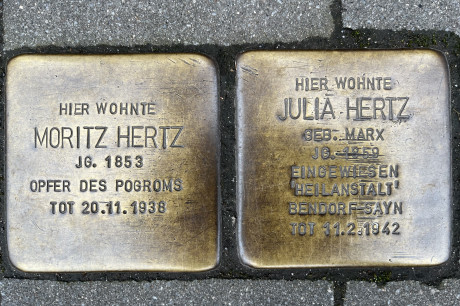 HIER WOHNTE
MORITZ HERTZ
JG. 1853
OPFER DES POGROMS
TOT 20.11.1938
HIER WOHNTE
JULIA HERTZ
GEB. MARX
JG. 1859
EINGEWIESEN
'HEILANSTALT'
BENDORF-SAYN
TOT 11.2.1942